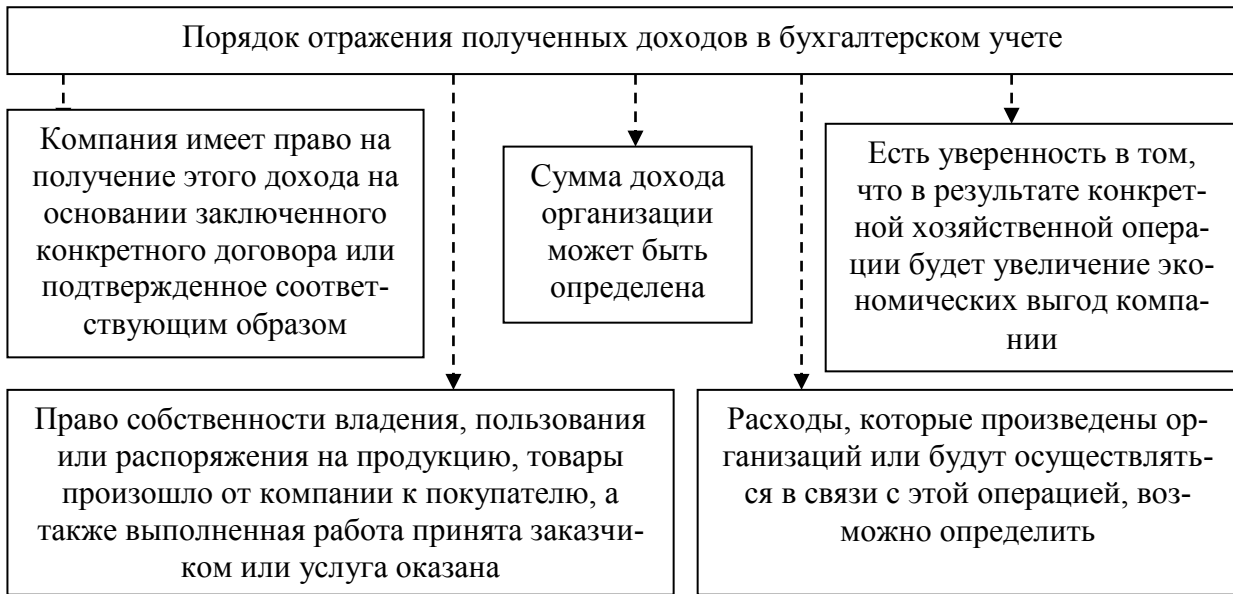 Порядок отражения полученных доходов в бухгалтерском учете
Компания имеет право на
получение этого дохода на
основании заключенного
конкретного договора или
подтвержденное соответ-
ствующим образом
Сумма дохода
организации
может быть
определена
Есть уверенность в том,
что в результате конкрет-
ной хозяйственной опера-
ции будет увеличение эко-
номических выгод компа-
нии
Право собственности владения, пользования
или распоряжения на продукцию, товары
произошло от компании к покупателю, а
также выполненная работа принята заказчи-
ком или услуга оказана
Расходы, которые произведены ор-
ганизаций или будут осуществлять-
ся в связи с этой операцией, воз-
можно определить